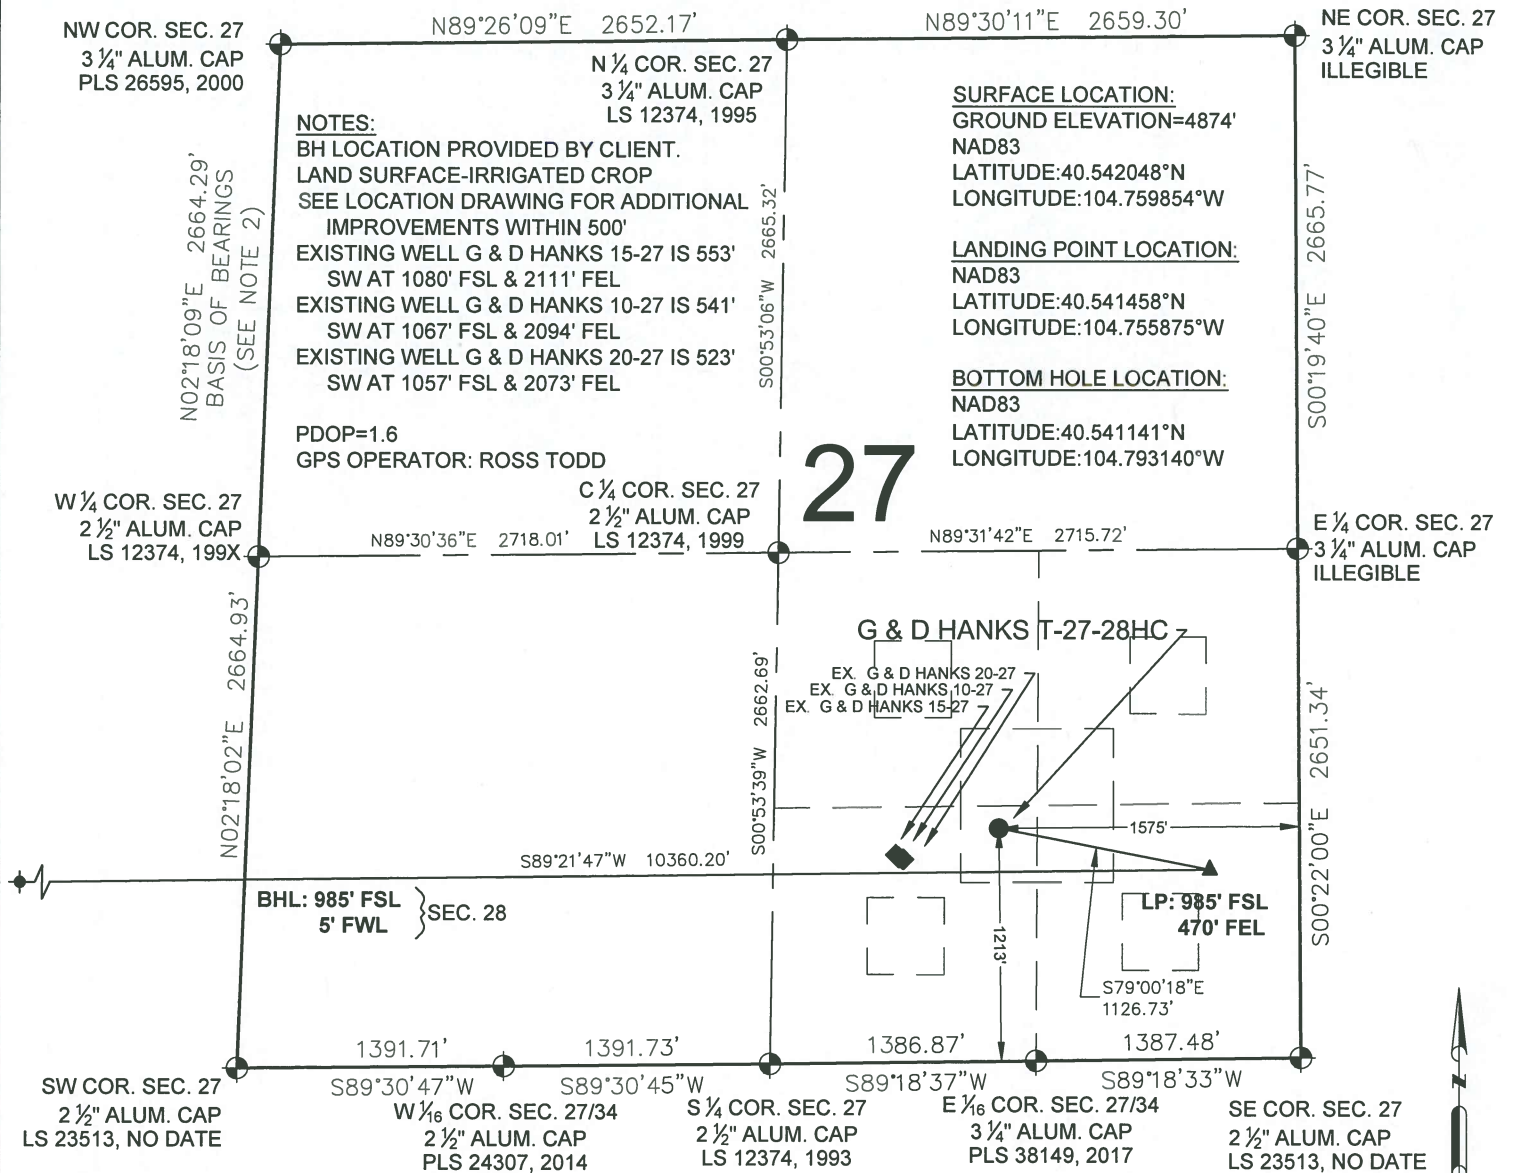 NW COR. SEC. 27
3 ¼" ALUM. CAP
PLS 26595, 2000
N89°26'09"E 2652.17'
N ¼ COR. SEC. 27
3 ¼" ALUM. CAP
LS 12374, 1995
N89°30'11"E 2659.30'
NE COR. SEC. 27
3 ¼" ALUM. CAP
ILLEGIBLE
NOTES:
BH LOCATION PROVIDED BY CLIENT.
LAND SURFACE-IRRIGATED CROP
SEE LOCATION DRAWING FOR ADDITIONAL
IMPROVEMENTS WITHIN 500'
EXISTING WELL G & D HANKS 15-27 IS 553'
SW AT 1080' FSL & 2111' FEL
EXISTING WELL G & D HANKS 10-27 IS 541'
SW AT 1067' FSL & 2094' FEL
EXISTING WELL G & D HANKS 20-27 IS 523'
SW AT 1057' FSL & 2073' FEL
PDOP=1.6
GPS OPERATOR: ROSS TODD
SURFACE LOCATION:
GROUND ELEVATION=4874'
NAD83
LATITUDE:40.542048°N
LONGITUDE:104.759854°W
LANDING POINT LOCATION:
NAD83
LATITUDE:40.541458°N
LONGITUDE:104.755875°W
BOTTOM HOLE LOCATION:
NAD83
LATITUDE:40.541141°N
LONGITUDE:104.793140°W
N02°18'09"E 2664.29'
BASIS OF BEARINGS
(SEE NOTE 2)
S00°53'06"W 2665.32'
S00°19'40"E 2665.77'
27
W ¼ COR. SEC. 27
2 ½" ALUM. CAP
LS 12374, 199X
C ¼ COR. SEC. 27
2 ½" ALUM. CAP
LS 12374, 1999
N89°30'36"E 2718.01'
N89°31'42"E 2715.72'
E ¼ COR. SEC. 27
3 ¼" ALUM. CAP
ILLEGIBLE
N02°18'02"E 2664.93'
S00°53'39"W 2662.69'
S00°22'00"E 2651.34'
G & D HANKS T-27-28HC
EX. G & D HANKS 20-27
EX. G & D HANKS 10-27
EX. G & D HANKS 15-27
1575'
S89°21'47"W 10360.20'
BHL: 985' FSL
5' FWL
SEC. 28
LP: 985' FSL
470' FEL
1213'
S79°00'18"E
1126.73'
1391.71'
1391.73'
1386.87'
1387.48'
S89°30'47"W
S89°30'45"W
S89°18'37"W
S89°18'33"W
SW COR. SEC. 27
2 ½" ALUM. CAP
LS 23513, NO DATE
W 1⁄16 COR. SEC. 27/34
2 ½" ALUM. CAP
PLS 24307, 2014
S ¼ COR. SEC. 27
2 ½" ALUM. CAP
LS 12374, 1993
E 1⁄16 COR. SEC. 27/34
3 ¼" ALUM. CAP
PLS 38149, 2017
SE COR. SEC. 27
2 ½" ALUM. CAP
LS 23513, NO DATE
N